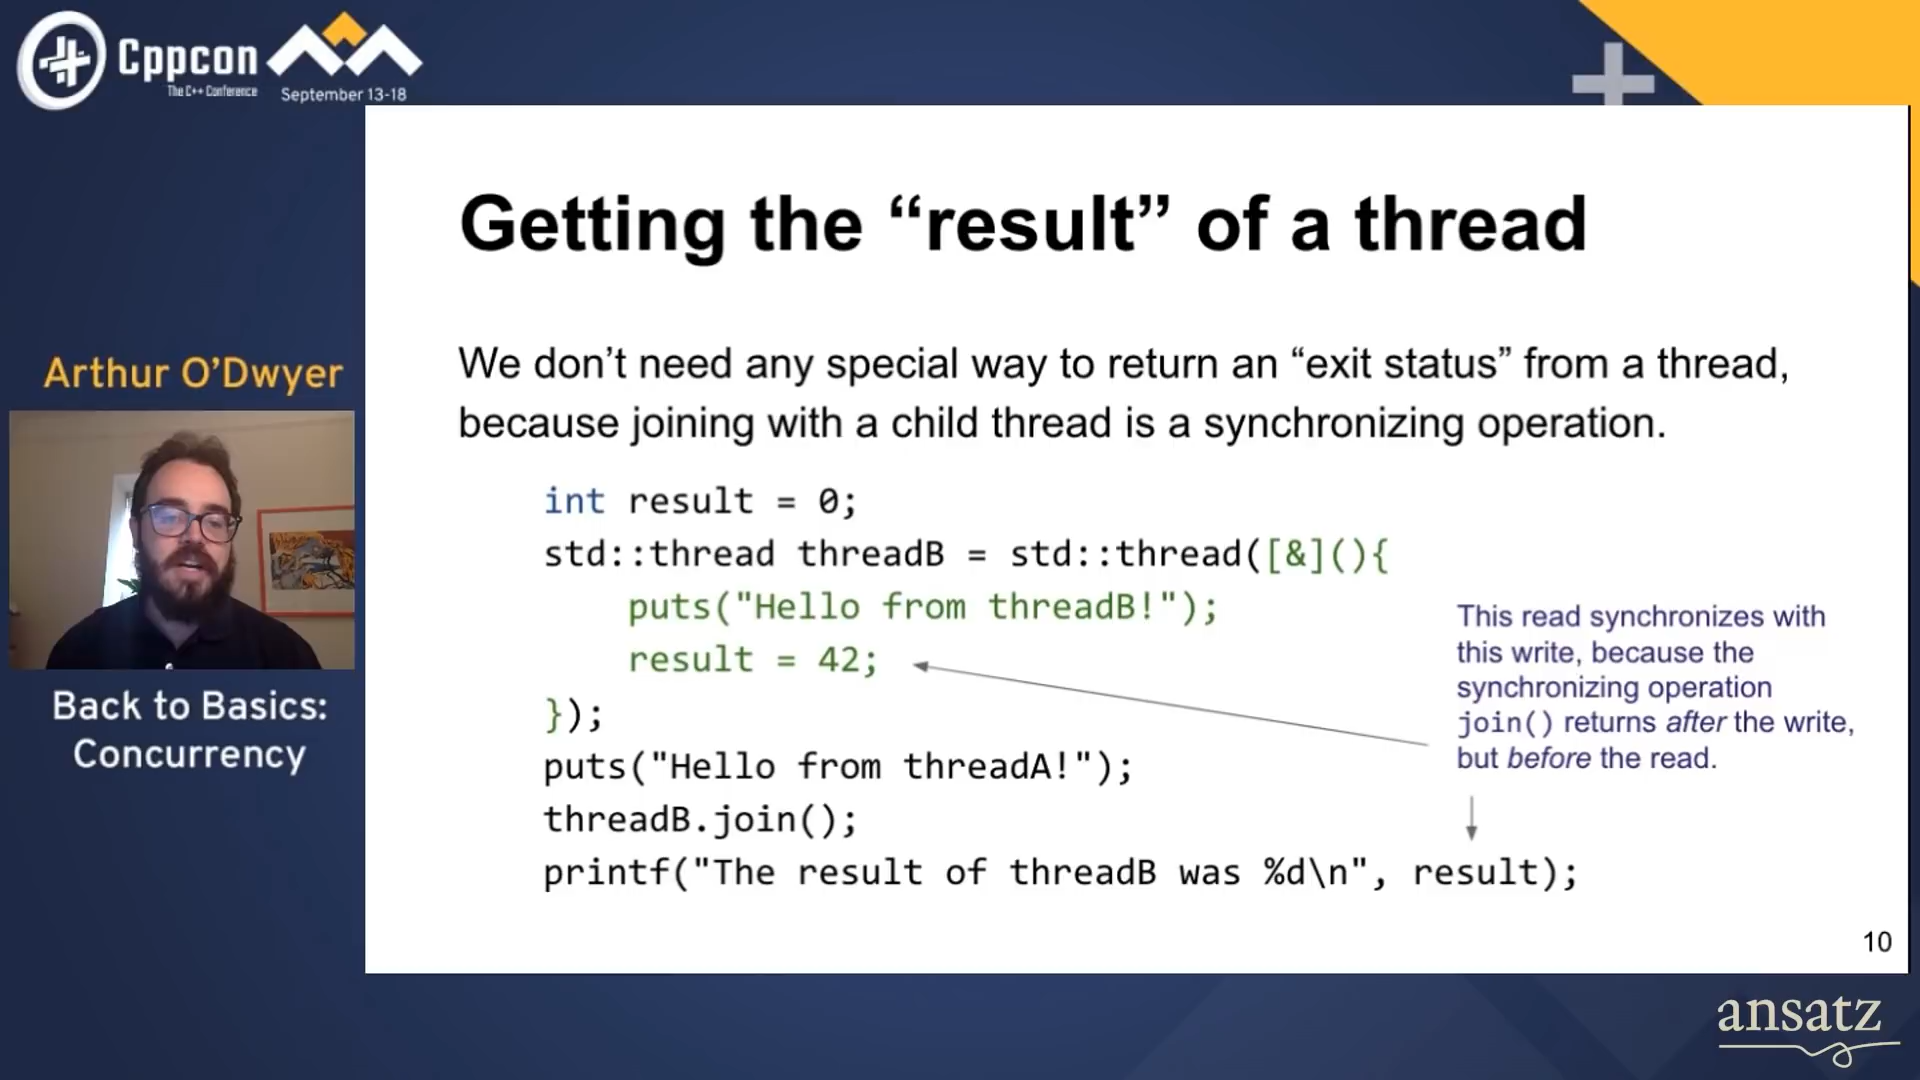 Cppcon
The C++ Conference
September 13-18
Arthur O'Dwyer
Back to Basics:
Concurrency
Getting the “result” of a thread
We don’t need any special way to return an “exit status” from a thread,
because joining with a child thread is a synchronizing operation.
int result = 0;
std::thread threadB = std::thread([&](){
puts("Hello from threadB!");
result = 42;
});
puts("Hello from threadA!");
threadB.join();
printf("The result of threadB was %d\n", result);
This read synchronizes with
this write, because the
synchronizing operation
join() returns after the write,
but before the read.
10
ansatz